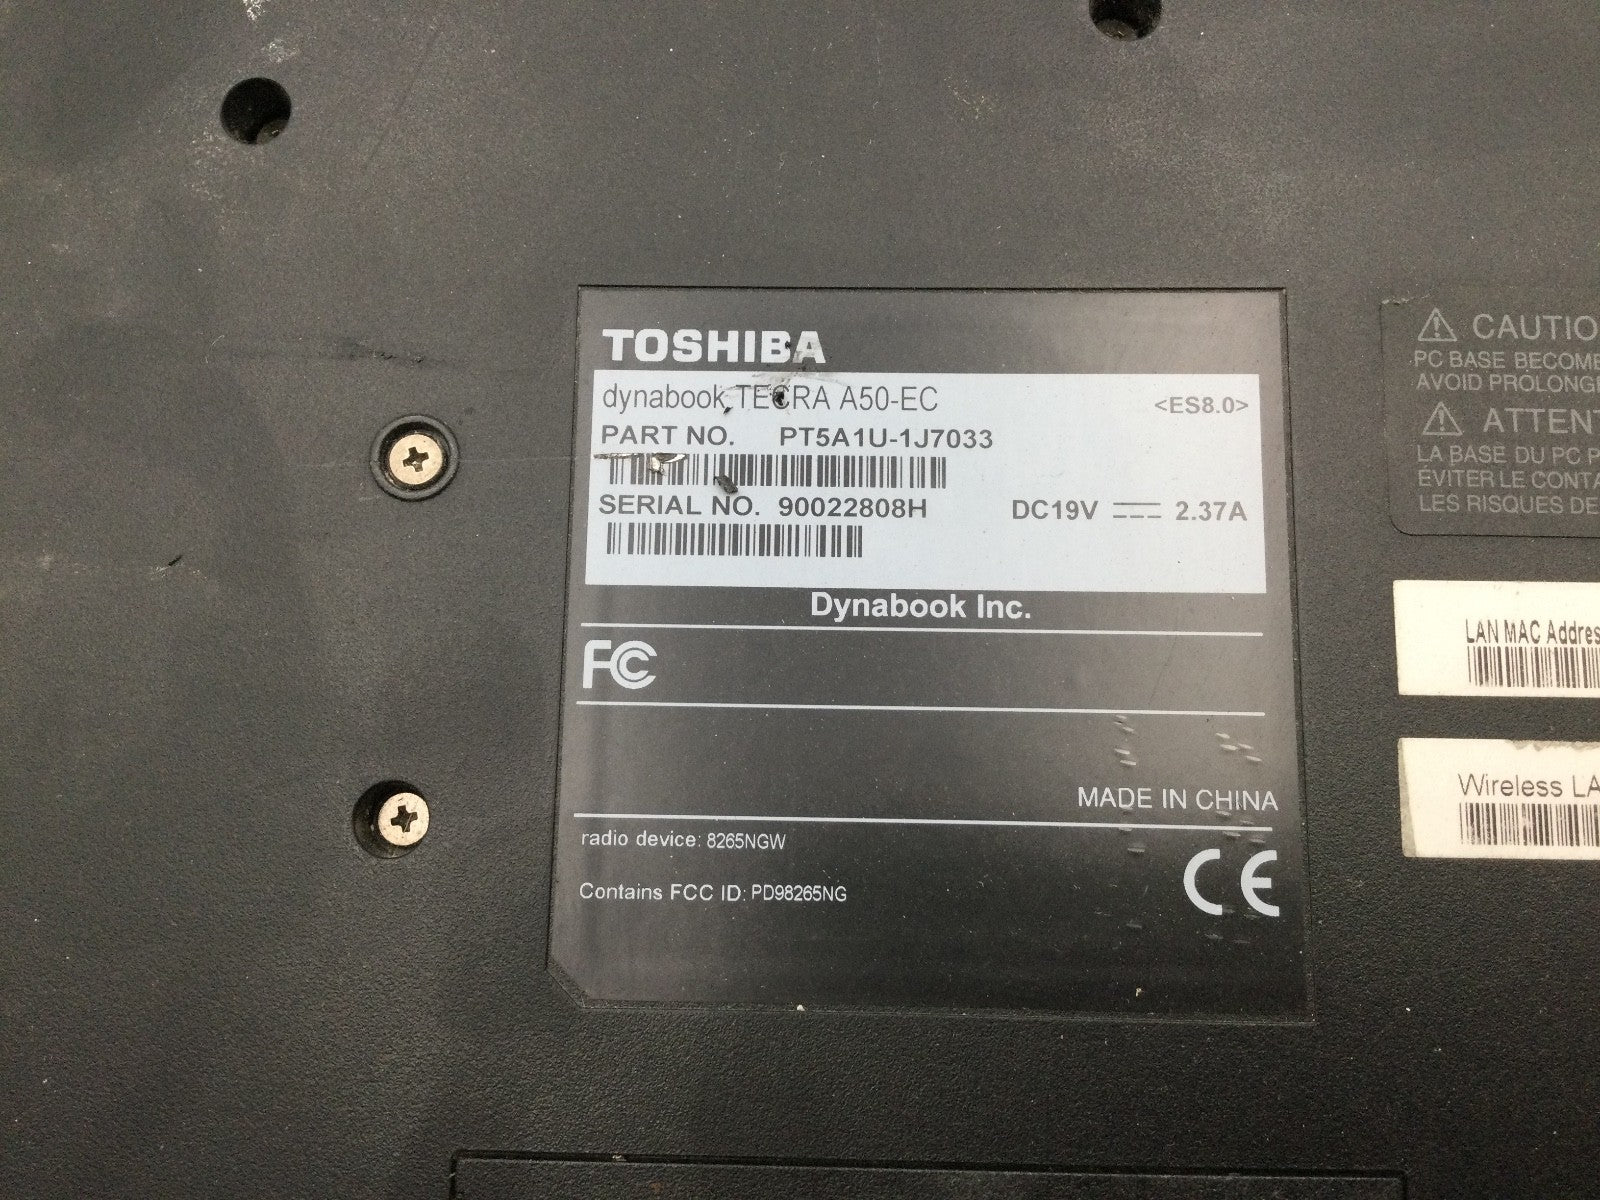 TOSHIBA
dynabook TECRA A50-EC <ES8.0>
PART NO. PT5A1U-1J7033
SERIAL NO. 90022808H DC19V 2.37A
Dynabook Inc.
FC
MADE IN CHINA
radio device: 8265NGW
Contains FCC ID: PD98265NG
CE
CAUTIO
PC BASE BECOME
AVOID PROLONG
ATTENT
LA BASE DU PC P
ÉVITER LE CONTA
LES RISQUES DE
LAN MAC Addres
Wireless LA